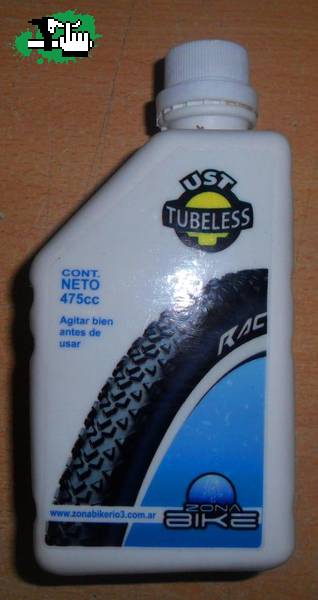 UST
TUBELESS
CONT.
NETO
475cc
Agitar bien
antes de
usar
RAC
www.zonabikerio3.com.ar
ZONA
BIKE